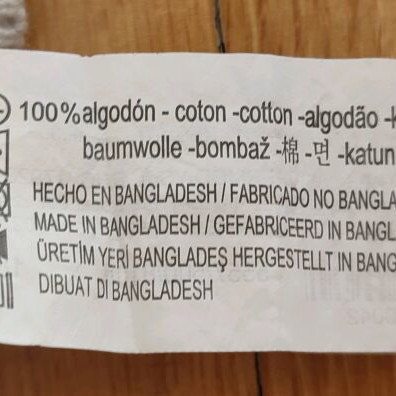 100%algodón - coton -cotton -algodão -
baumwolle -bombaž -棉 -면 -katun
HECHO EN BANGLADESH / FABRICADO NO BANGLA
MADE IN BANGLADESH / GEFABRICEERD IN BANGL
ÜRETİM YERİ BANGLADEŞ HERGESTELLT IN BANG
DIBUAT DI BANGLADESH